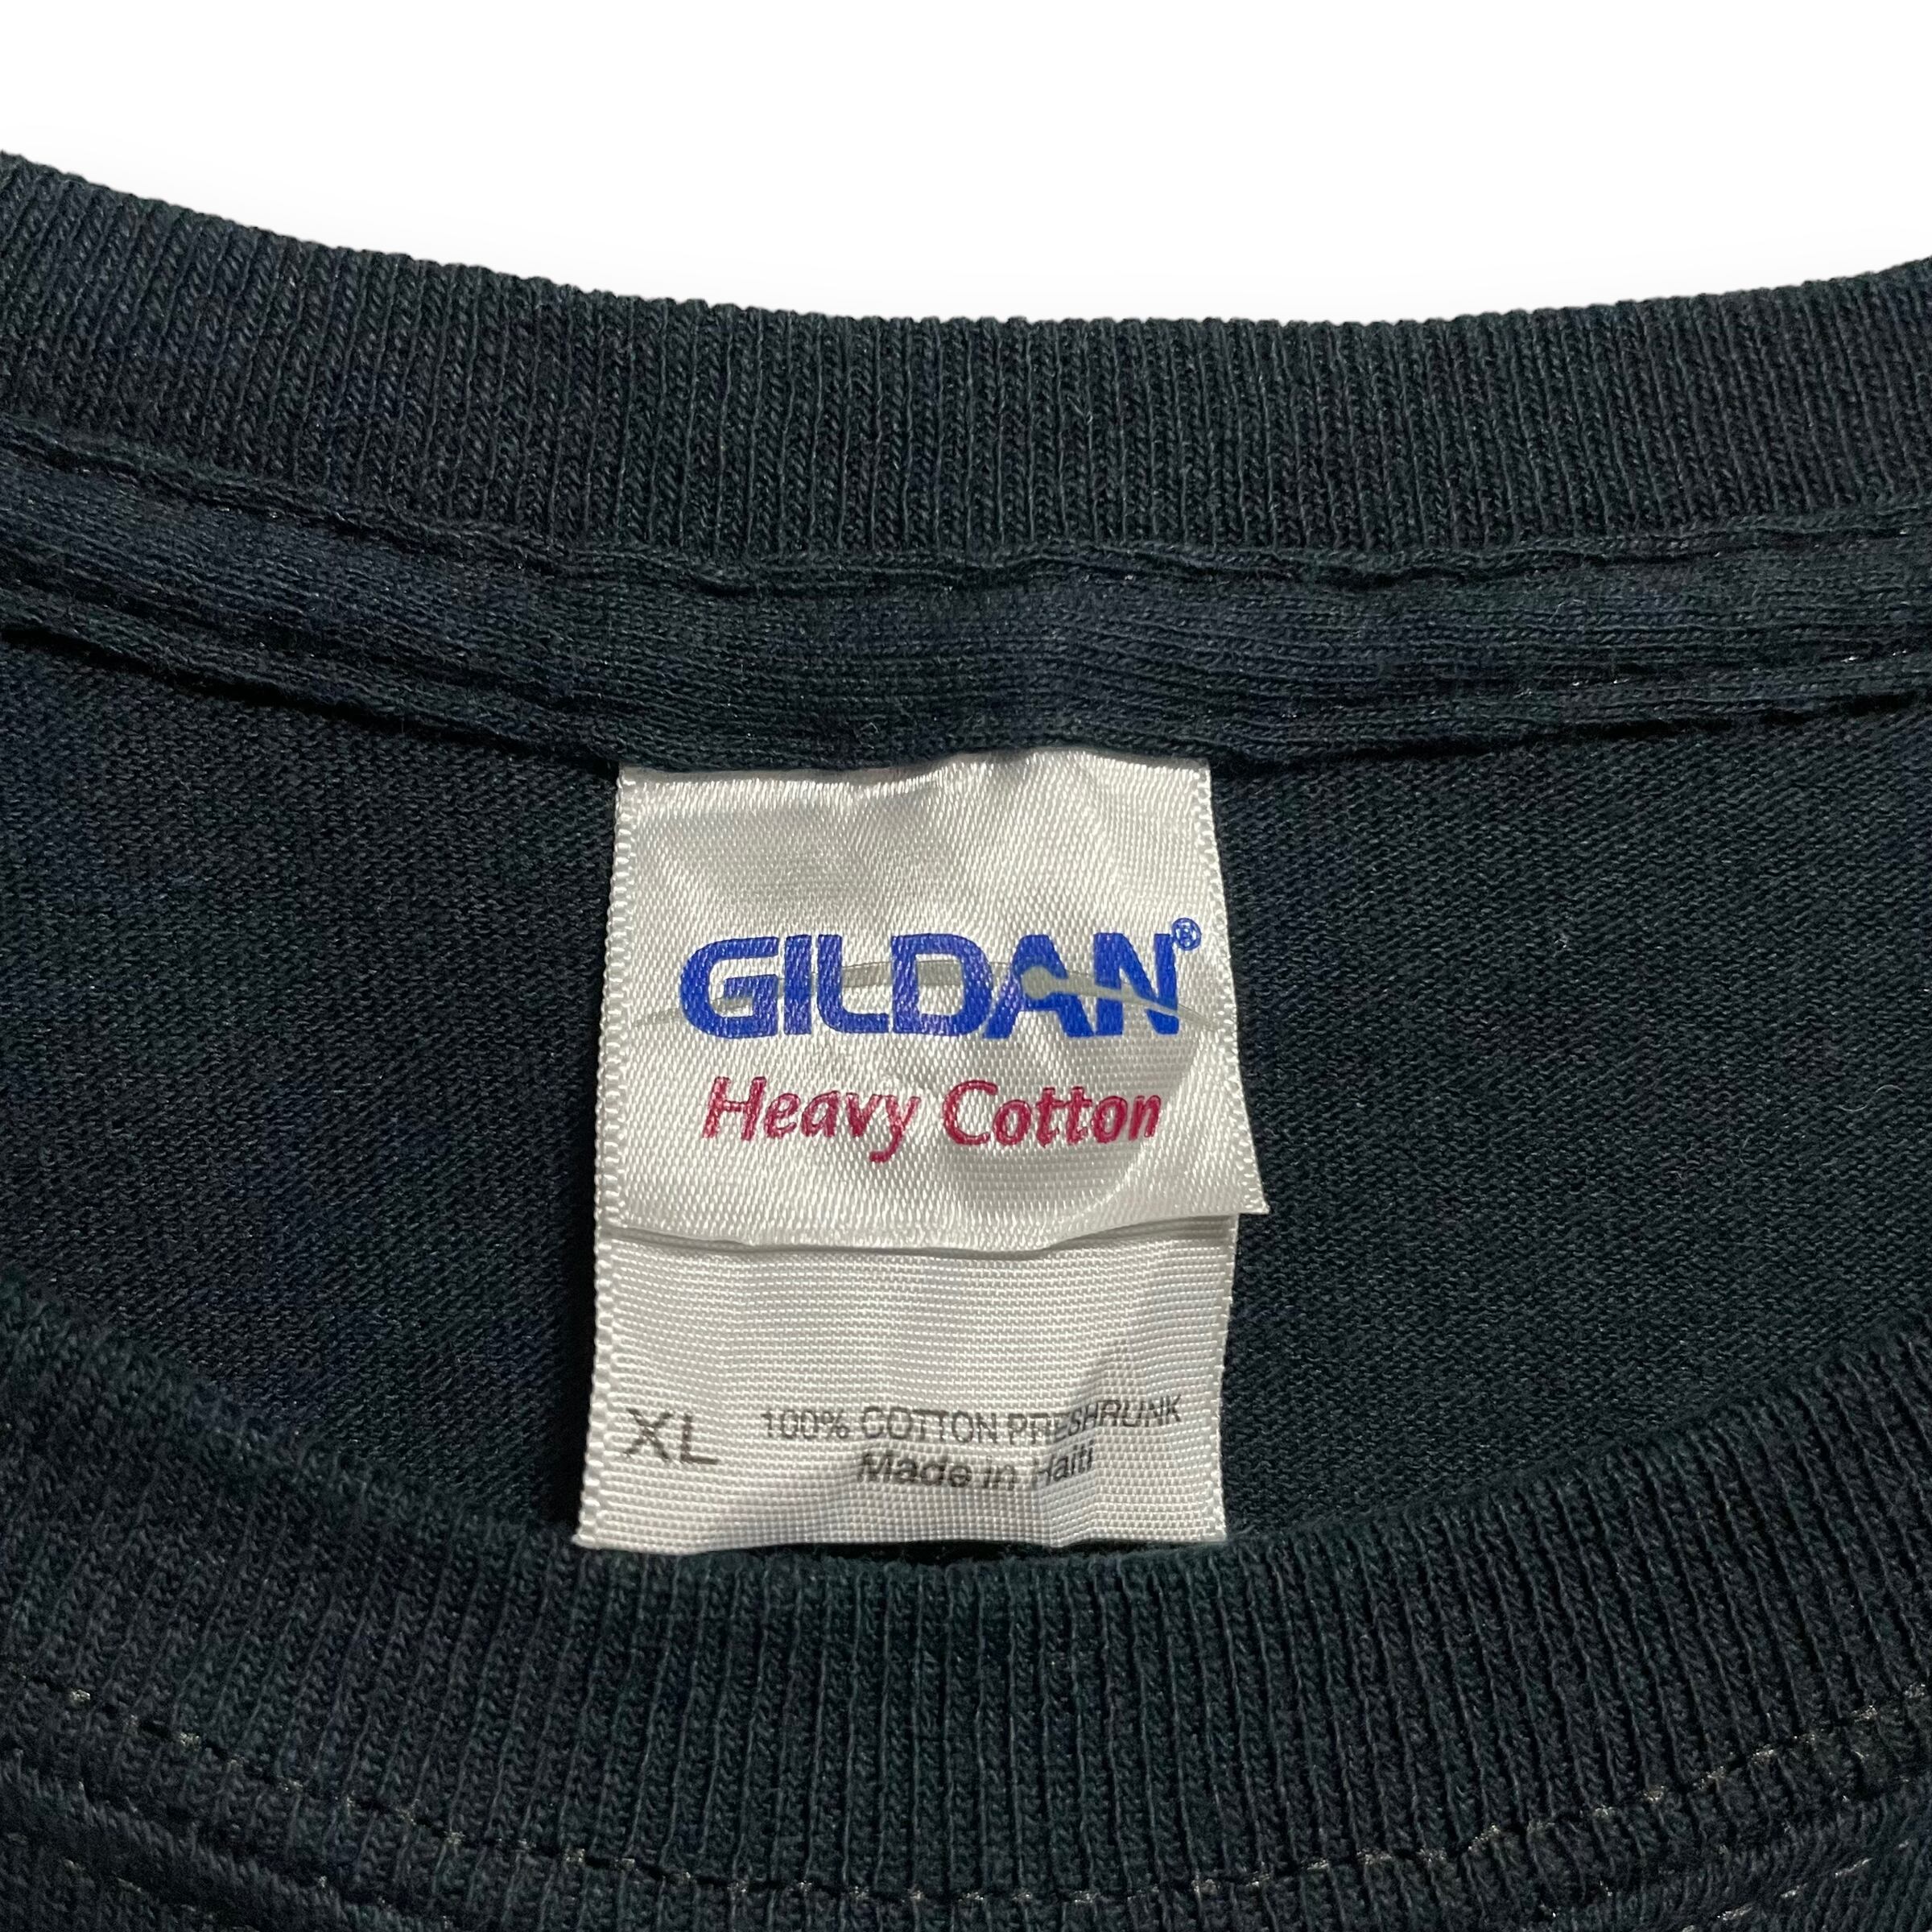 GILDAN®
Heavy Cotton
XL 100% COTTON PRESHRUNK
Made in Haiti